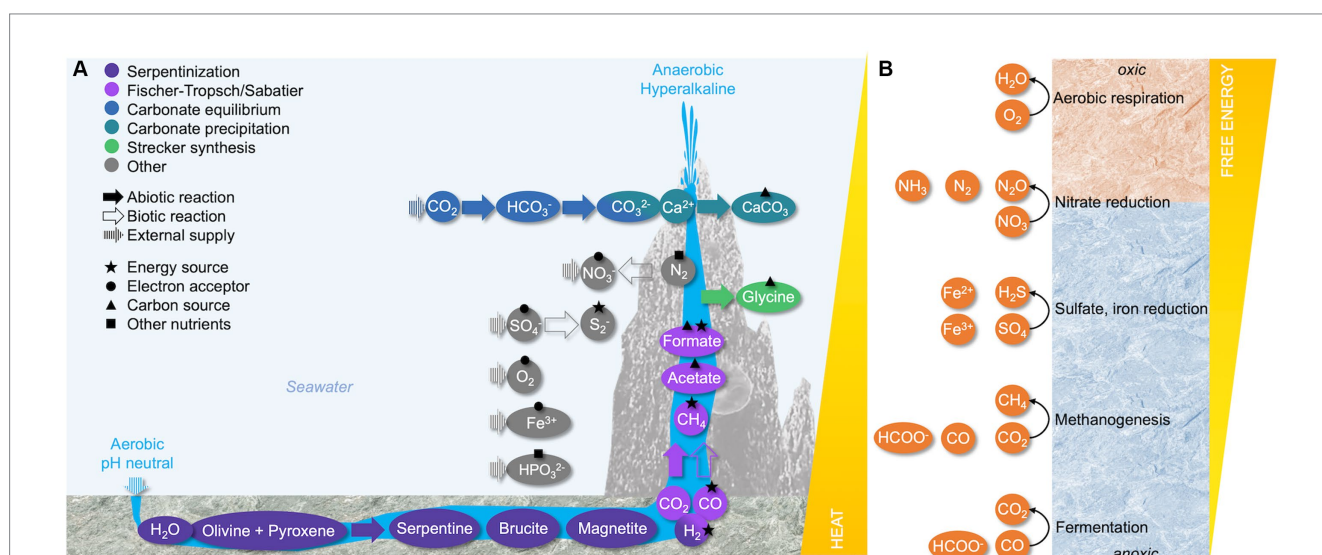 A
Serpentinization
Fischer-Tropsch/Sabatier
Carbonate equilibrium
Carbonate precipitation
Strecker synthesis
Other
Abiotic reaction
Biotic reaction
External supply
Energy source
Electron acceptor
Carbon source
Other nutrients
Anaerobic
Hyperalkaline
CO₂
HCO₃⁻
CO₃²⁻
Ca²⁺
CaCO₃
NO₃⁻
N₂
Glycine
SO₄⁻
S₂⁻
Formate
O₂
Acetate
Seawater
Fe³⁺
CH₄
Aerobic
pH neutral
HPO₃²⁻
CO₂
CO
H₂O
Olivine + Pyroxene
Serpentine
Brucite
Magnetite
H₂
HEAT
B
oxic
FREE ENERGY
H₂O
Aerobic respiration
O₂
NH₃
N₂
N₂O
Nitrate reduction
NO₃
Fe²⁺
H₂S
Sulfate, iron reduction
Fe³⁺
SO₄
CH₄
Methanogenesis
HCOO⁻
CO
CO₂
CO₂
Fermentation
HCOO⁻
CO
anoxic